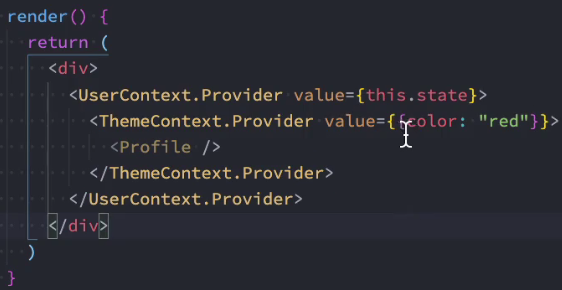 render() {
return (
<div>
<UserContext.Provider value={this.state}>
<ThemeContext.Provider value={{color: "red"}}>
<Profile />
</ThemeContext.Provider>
</UserContext.Provider>
</div>
)
}